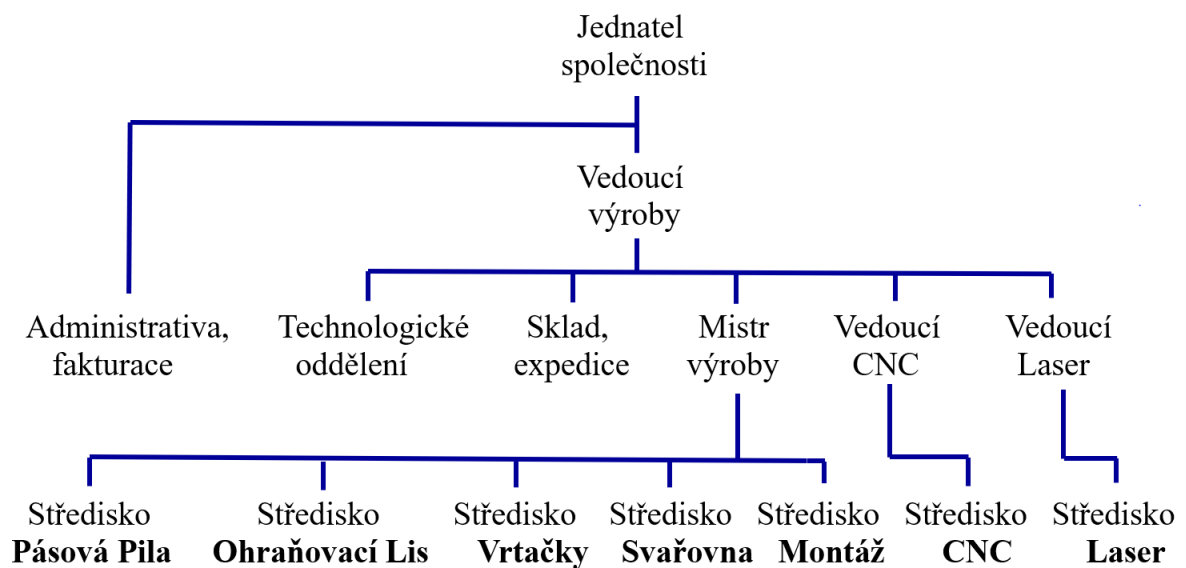 Jednatel
společnosti
Vedoucí
výroby
Administrativa,
fakturace
Technologické
oddělení
Sklad,
expedice
Mistr
výroby
Vedoucí
CNC
Vedoucí
Laser
Středisko
Pásová Pila
Středisko
Ohraňovací Lis
Středisko
Vrtačky
Středisko
Svařovna
Středisko
Montáž
Středisko
CNC
Středisko
Laser